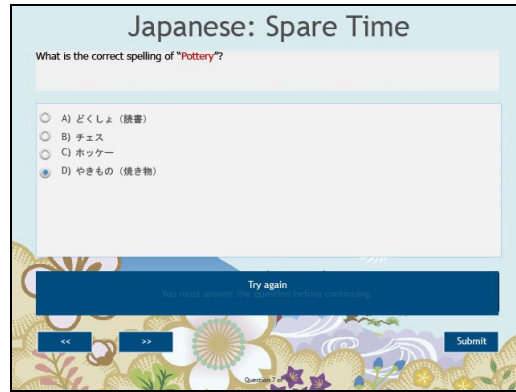 Japanese: Spare Time
What is the correct spelling of “Pottery”?
A) どくしょ（読書）
B) チェス
C) ホッケー
D) やきもの（焼き物）
Try again
You must answer the question before continuing.
<<
>>
Submit
Question 7 of